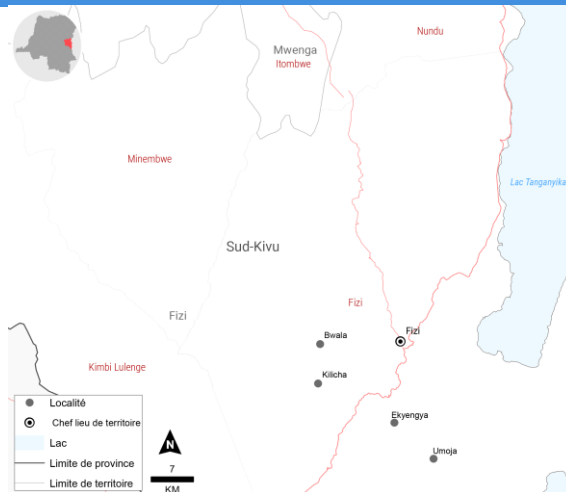 Nundu
Mwenga
Itombwe
Minembwe
Lac Tanganyika
Sud-Kivu
Fizi
Fizi
Fizi
Bwala
Kimbi Lulenge
Kilicha
Ekyengya
Umoja
Localité
Chef lieu de territoire
Lac
Limite de province
Limite de territoire
N
7
KM